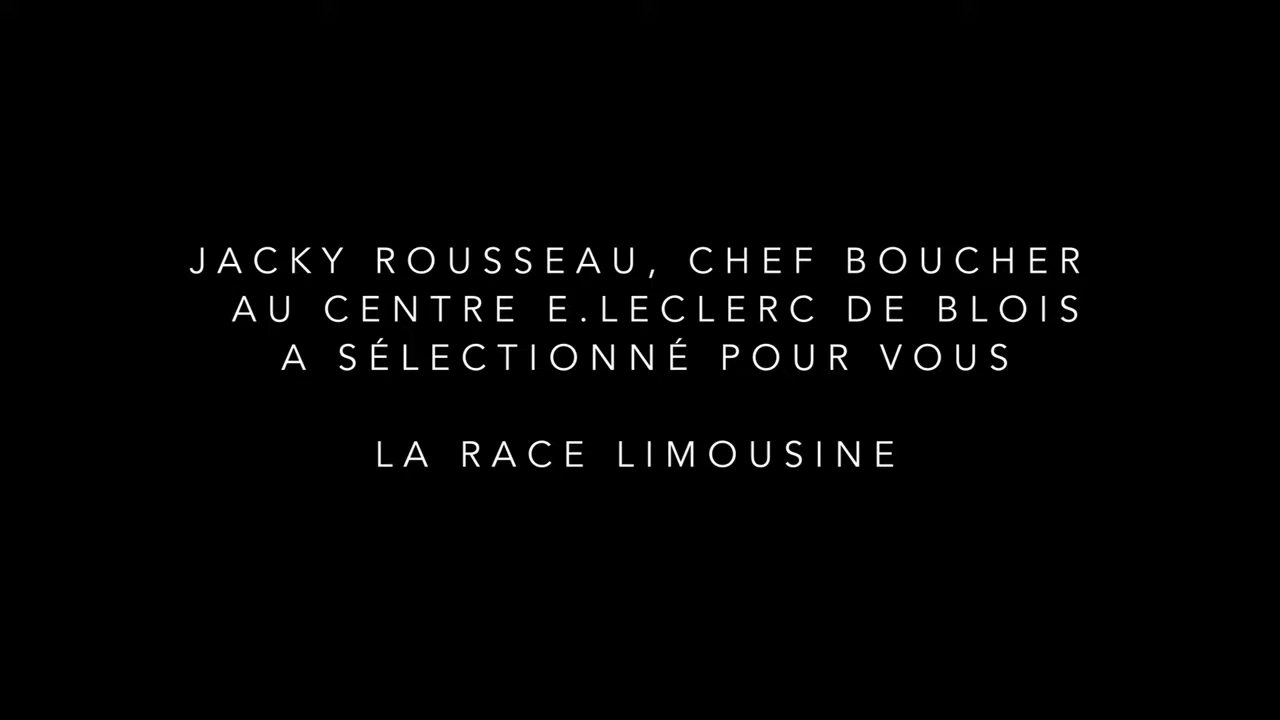 JACKY ROUSSEAU, CHEF BOUCHER
AU CENTRE E.LECLERC DE BLOIS
A SÉLECTIONNÉ POUR VOUS
LA RACE LIMOUSINE